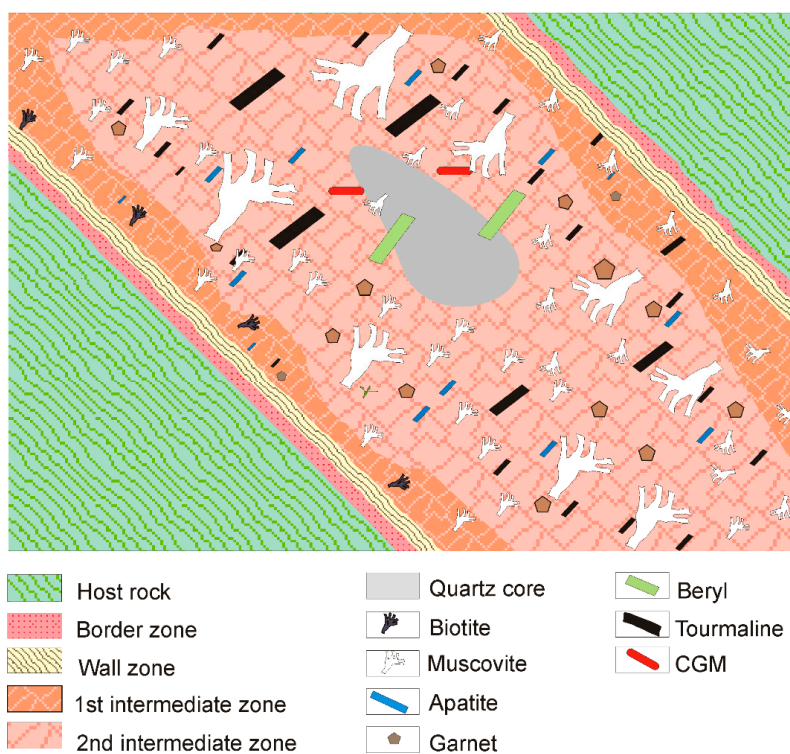 Host rock
Border zone
Wall zone
1st intermediate zone
2nd intermediate zone
Quartz core
Biotite
Muscovite
Apatite
Garnet
Beryl
Tourmaline
CGM